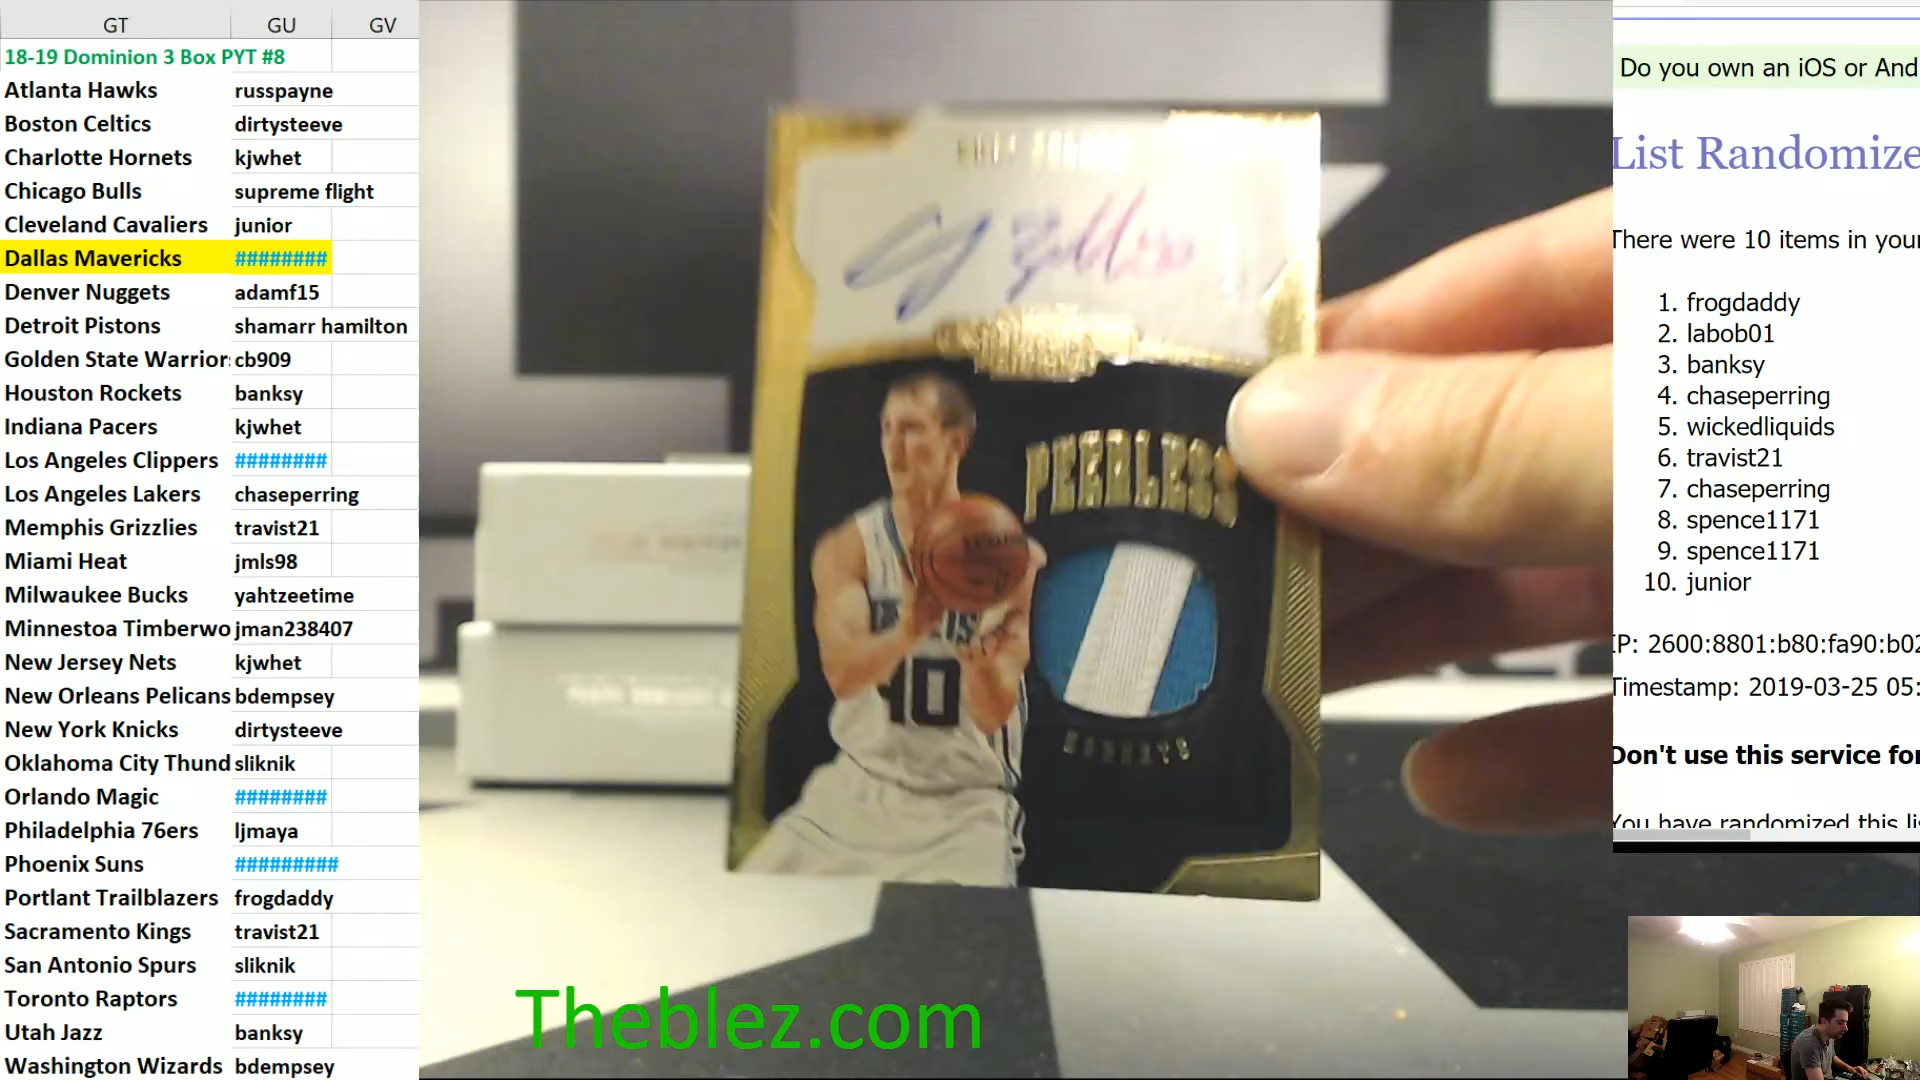 GT GU GV
18-19 Dominion 3 Box PYT #8
Atlanta Hawks russpayne
Boston Celtics dirtysteeve
Charlotte Hornets kjwhet
Chicago Bulls supreme flight
Cleveland Cavaliers junior
Dallas Mavericks ########
Denver Nuggets adamf15
Detroit Pistons shamarr hamilton
Golden State Warriors cb909
Houston Rockets banksy
Indiana Pacers kjwhet
Los Angeles Clippers ########
Los Angeles Lakers chaseperring
Memphis Grizzlies travist21
Miami Heat jmls98
Milwaukee Bucks yahtzeetime
Minnestoa Timberwo jman238407
New Jersey Nets kjwhet
New Orleans Pelicans bdempsey
New York Knicks dirtysteeve
Oklahoma City Thund sliknik
Orlando Magic ########
Philadelphia 76ers ljmaya
Phoenix Suns #########
Portlant Trailblazers frogdaddy
Sacramento Kings travist21
San Antonio Spurs sliknik
Toronto Raptors ########
Utah Jazz banksy
Washington Wizards bdempsey
PEERLESS
40
Theblez.com
Do you own an iOS or And
List Randomize
There were 10 items in your
1. frogdaddy
2. labob01
3. banksy
4. chaseperring
5. wickedliquids
6. travist21
7. chaseperring
8. spence1171
9. spence1171
10. junior
IP: 2600:8801:b80:fa90:b02
Timestamp: 2019-03-25 05:
Don't use this service for
You have randomized this lis